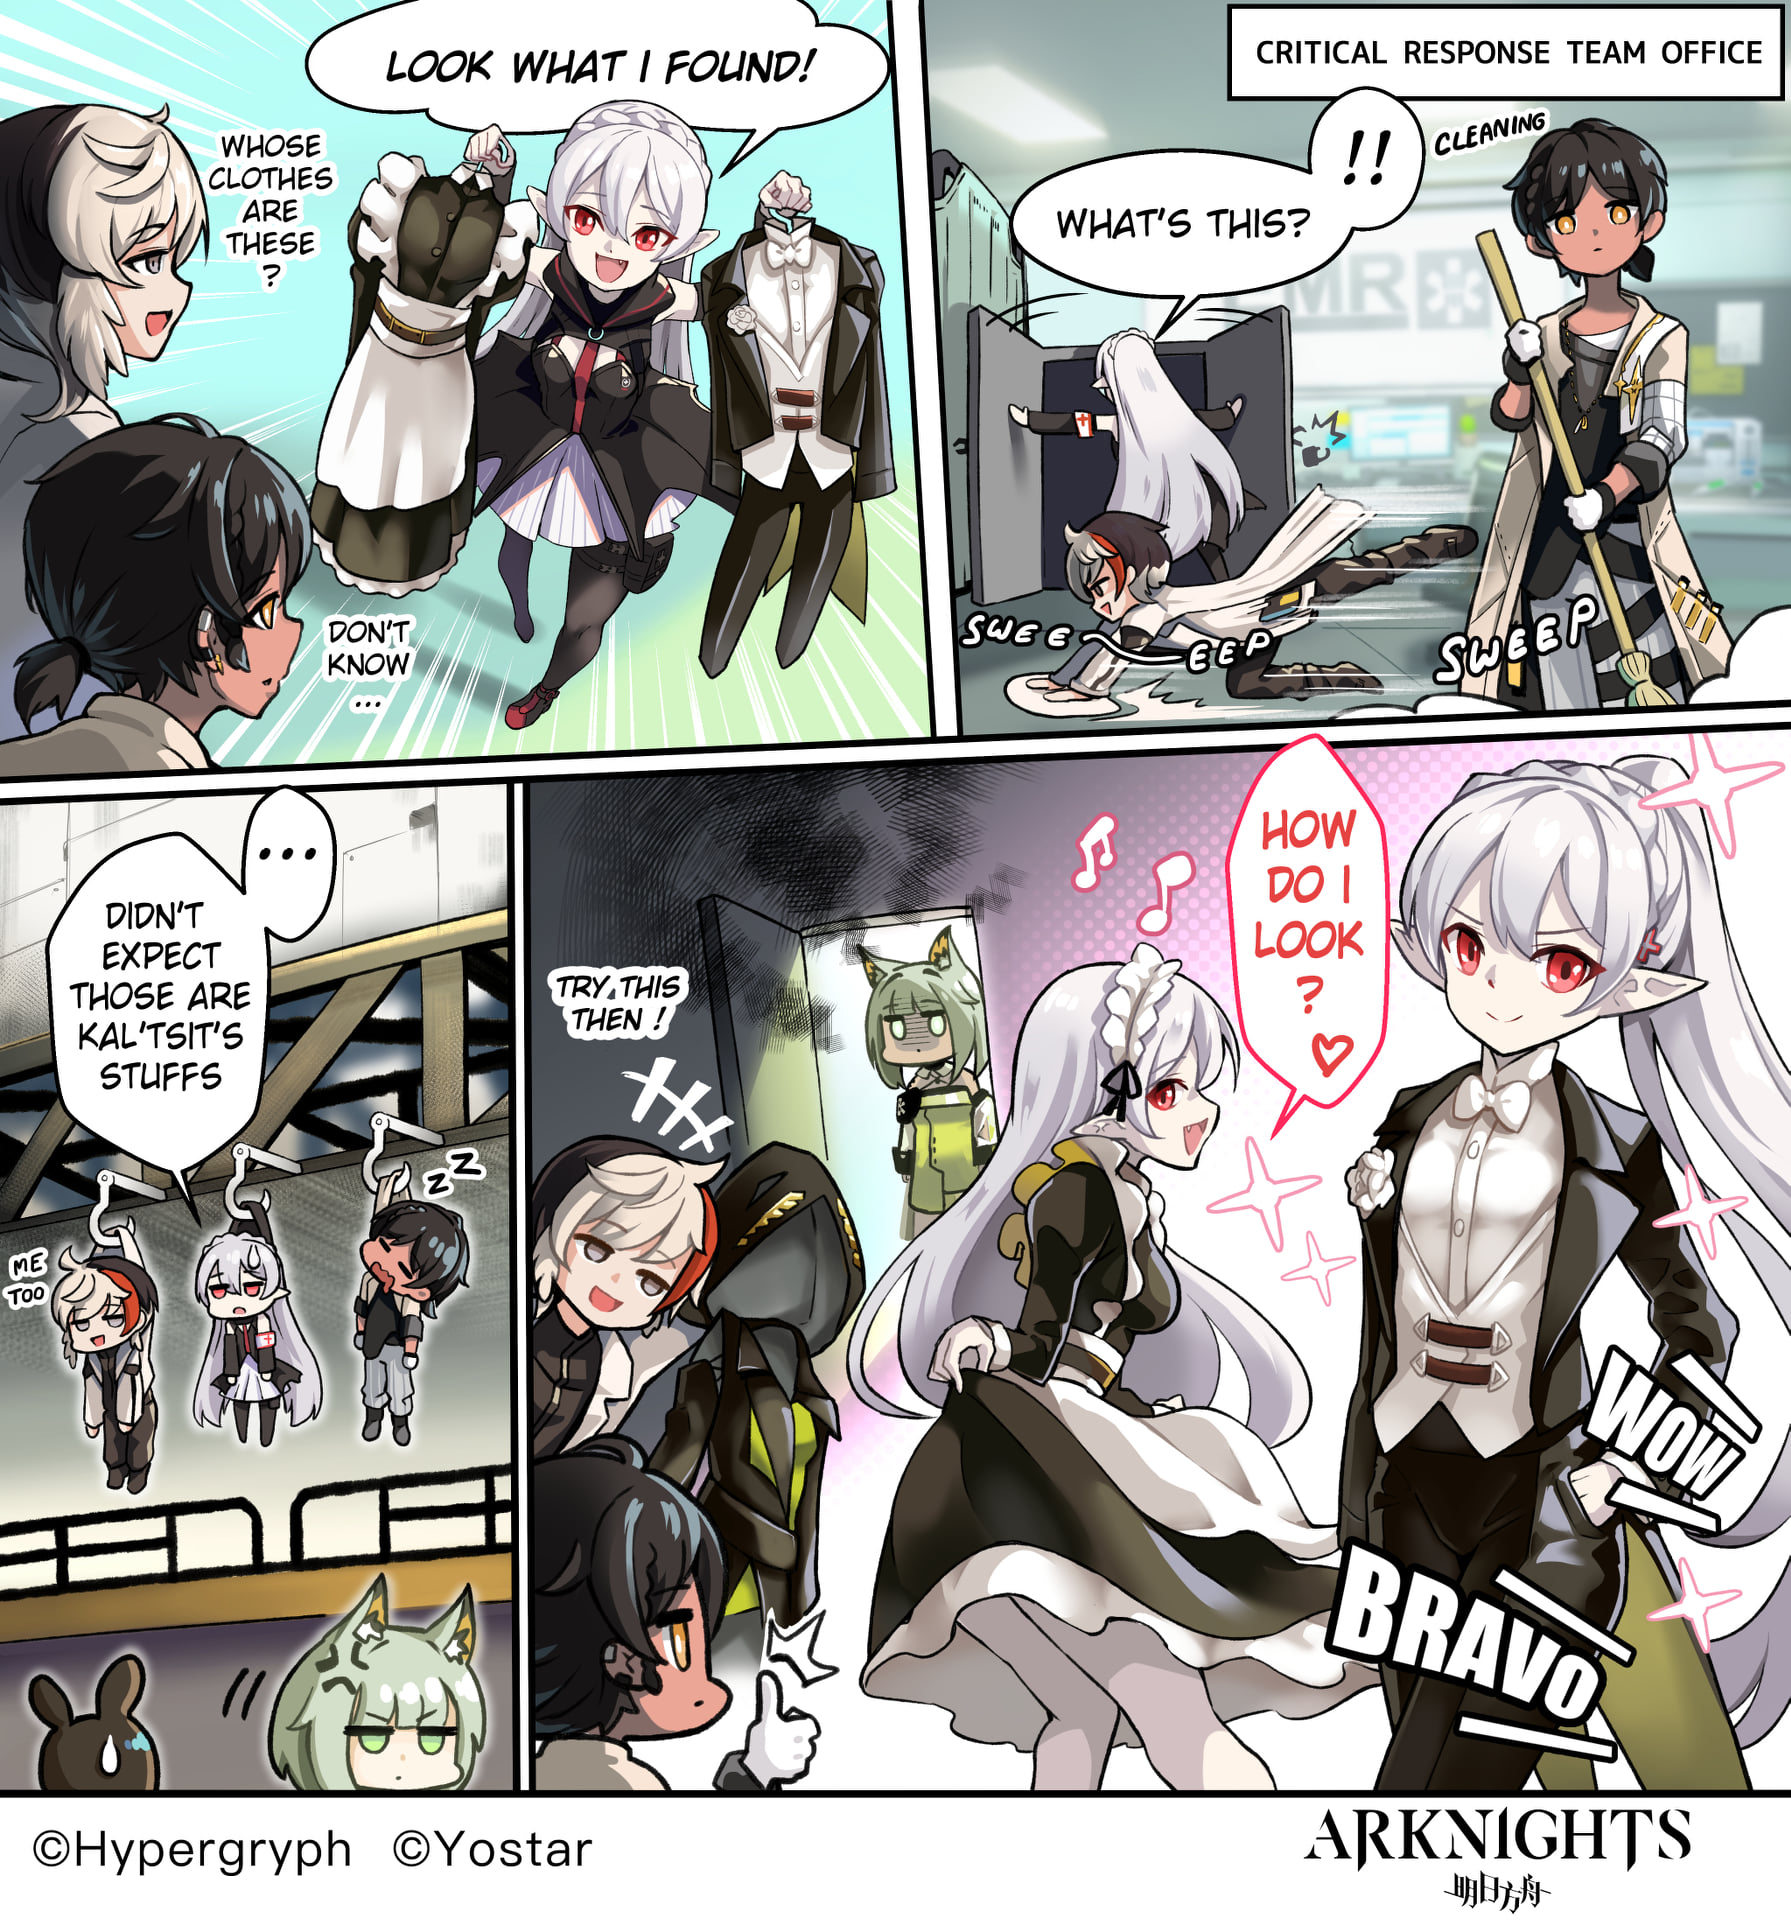 CRITICAL RESPONSE TEAM OFFICE
!!
WHAT'S THIS?
CLEANING
SWEE
EEP
SWEEP
LOOK WHAT I FOUND!
WHOSE
CLOTHES
ARE
THESE
?
DON'T
KNOW
...
HOW
DO I
LOOK
?
♡
TRY THIS
THEN !
WOW
BRAVO
...
DIDN'T
EXPECT
THOSE ARE
KAL'TSIT'S
STUFFS
ME
TOO
z Z
©Hypergryph ©Yostar
ARKNIGHTS
明日方舟